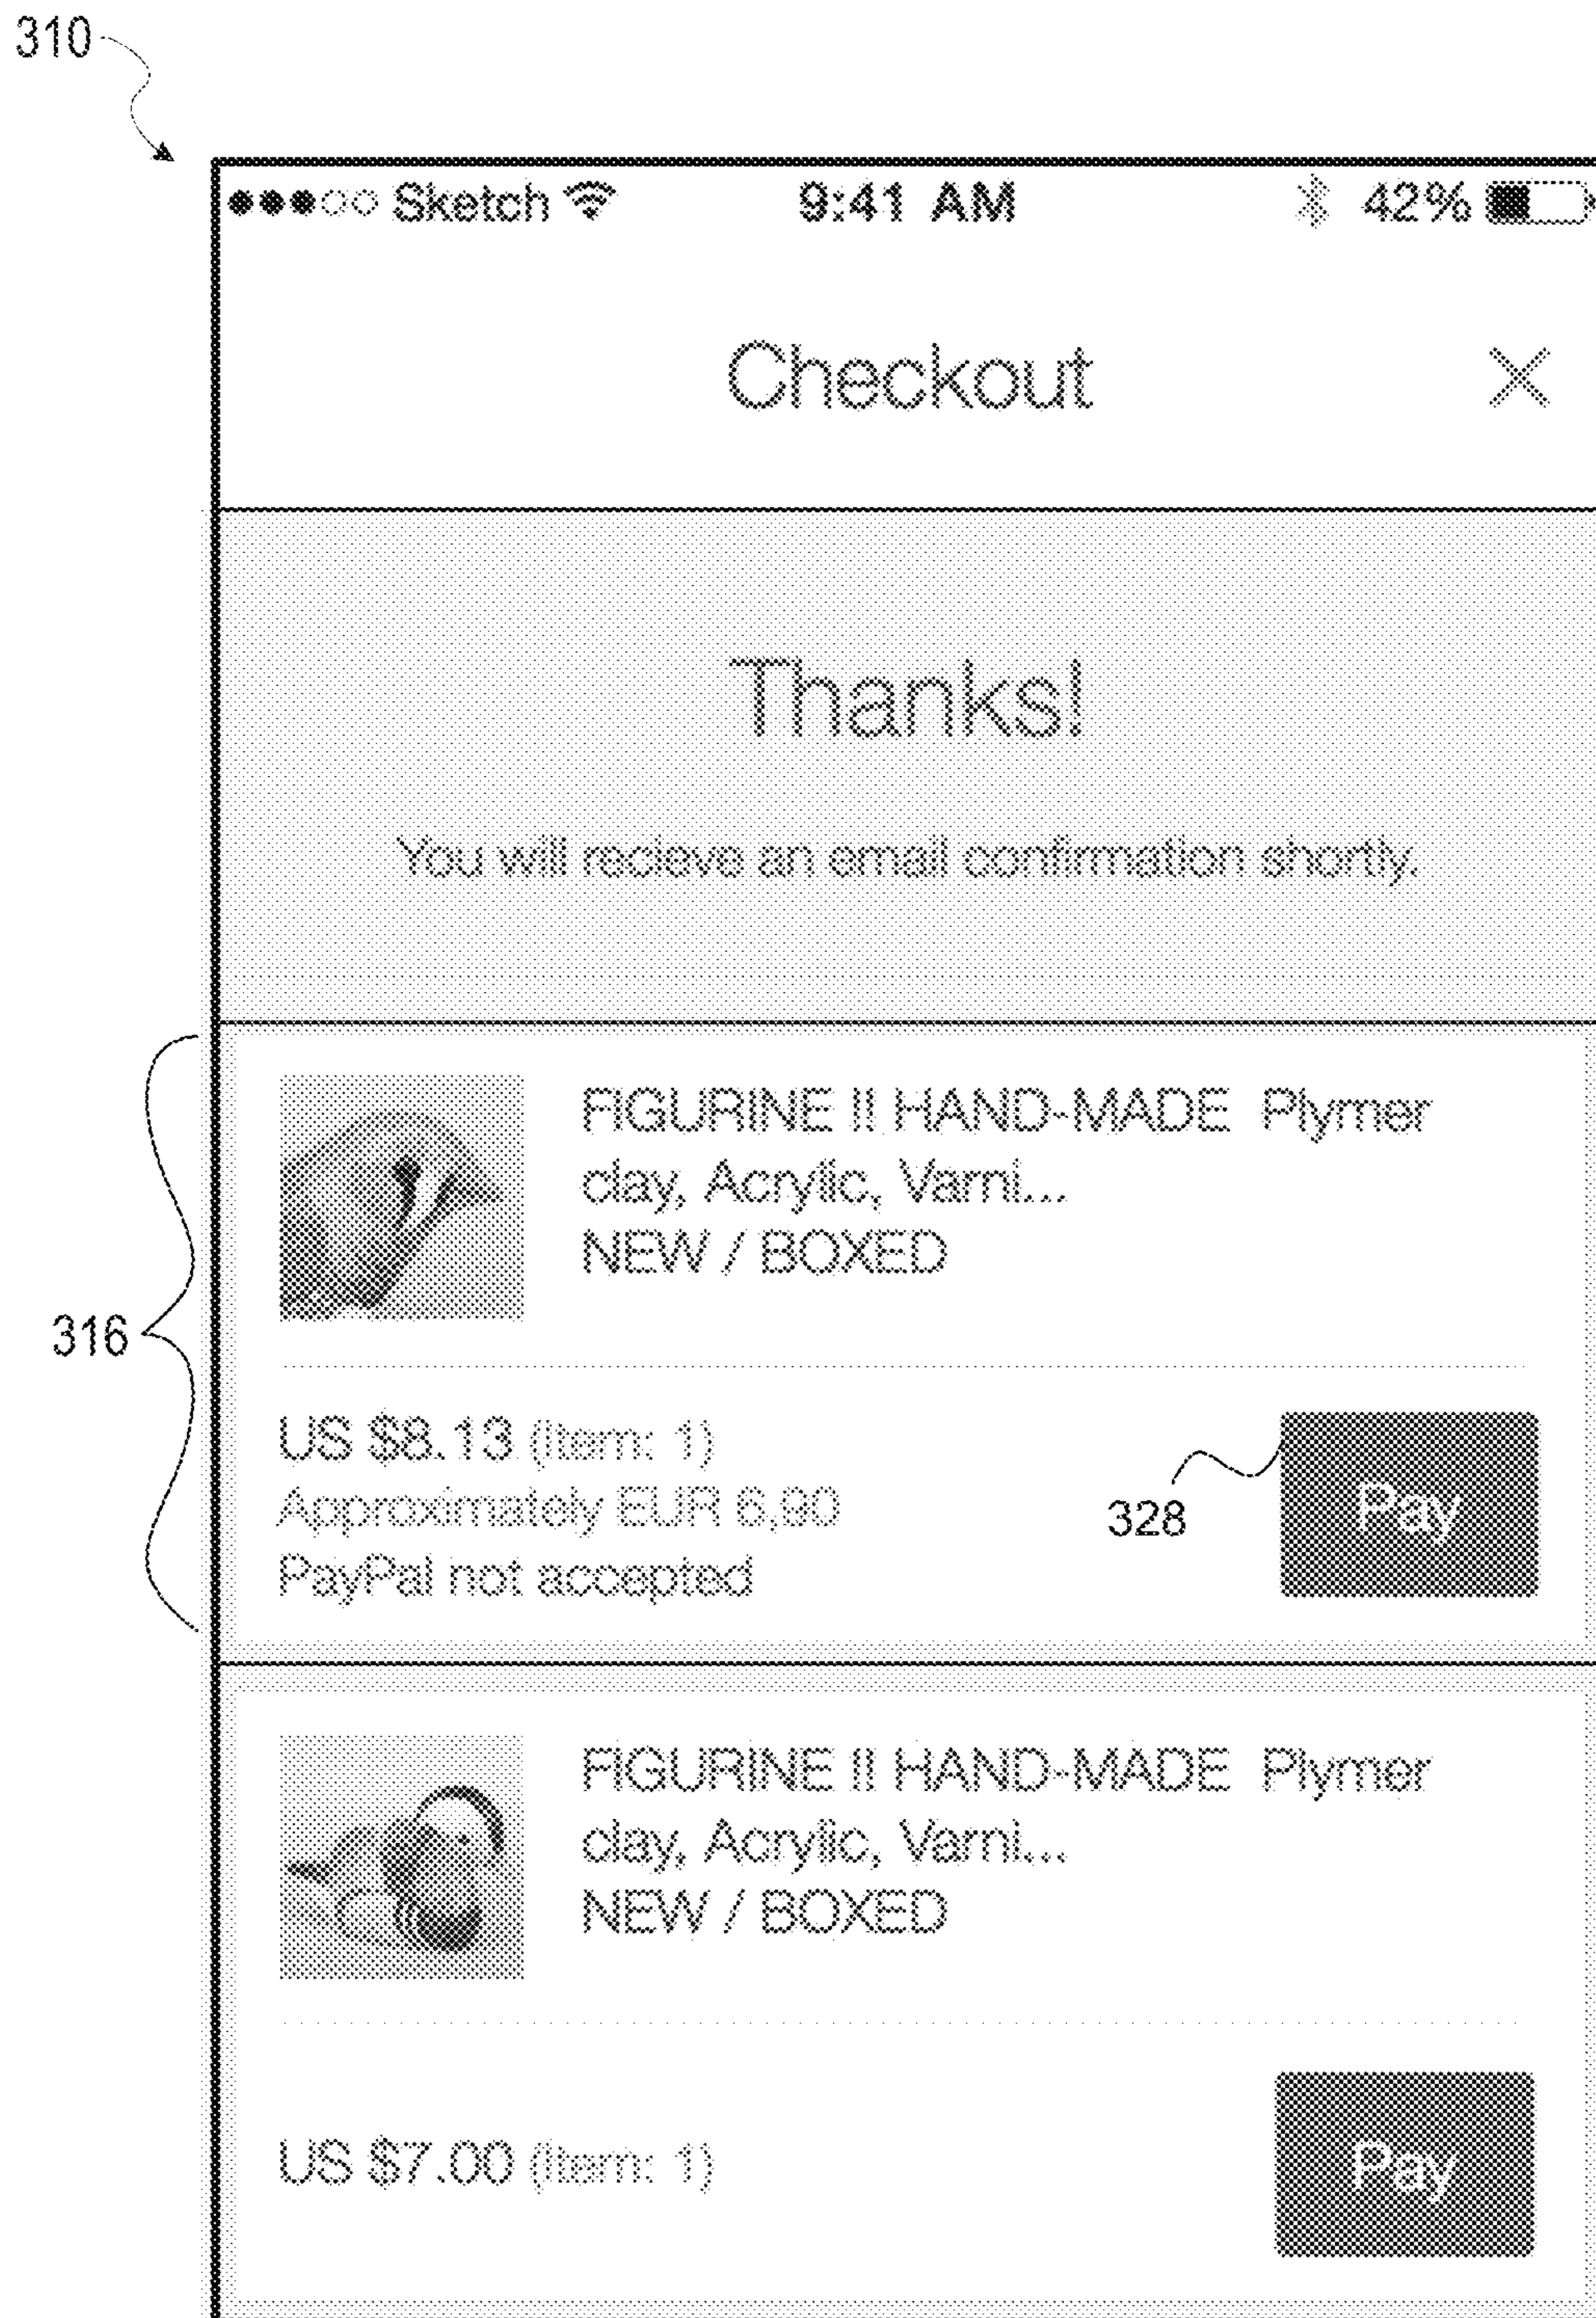 310
Sketch 9:41 AM 42%
Checkout
Thanks!
You will recieve an email confirmation shortly.
FIGURINE !! HAND-MADE Plymer
clay, Acrylic, Varni...
NEW / BOXED
316
US $8.13 (Item: 1)
Approximately EUR 6,90
PayPal not accepted
328
Pay
FIGURINE !! HAND-MADE Plymer
clay, Acrylic, Varni...
NEW / BOXED
US $7.00 (Item: 1)
Pay